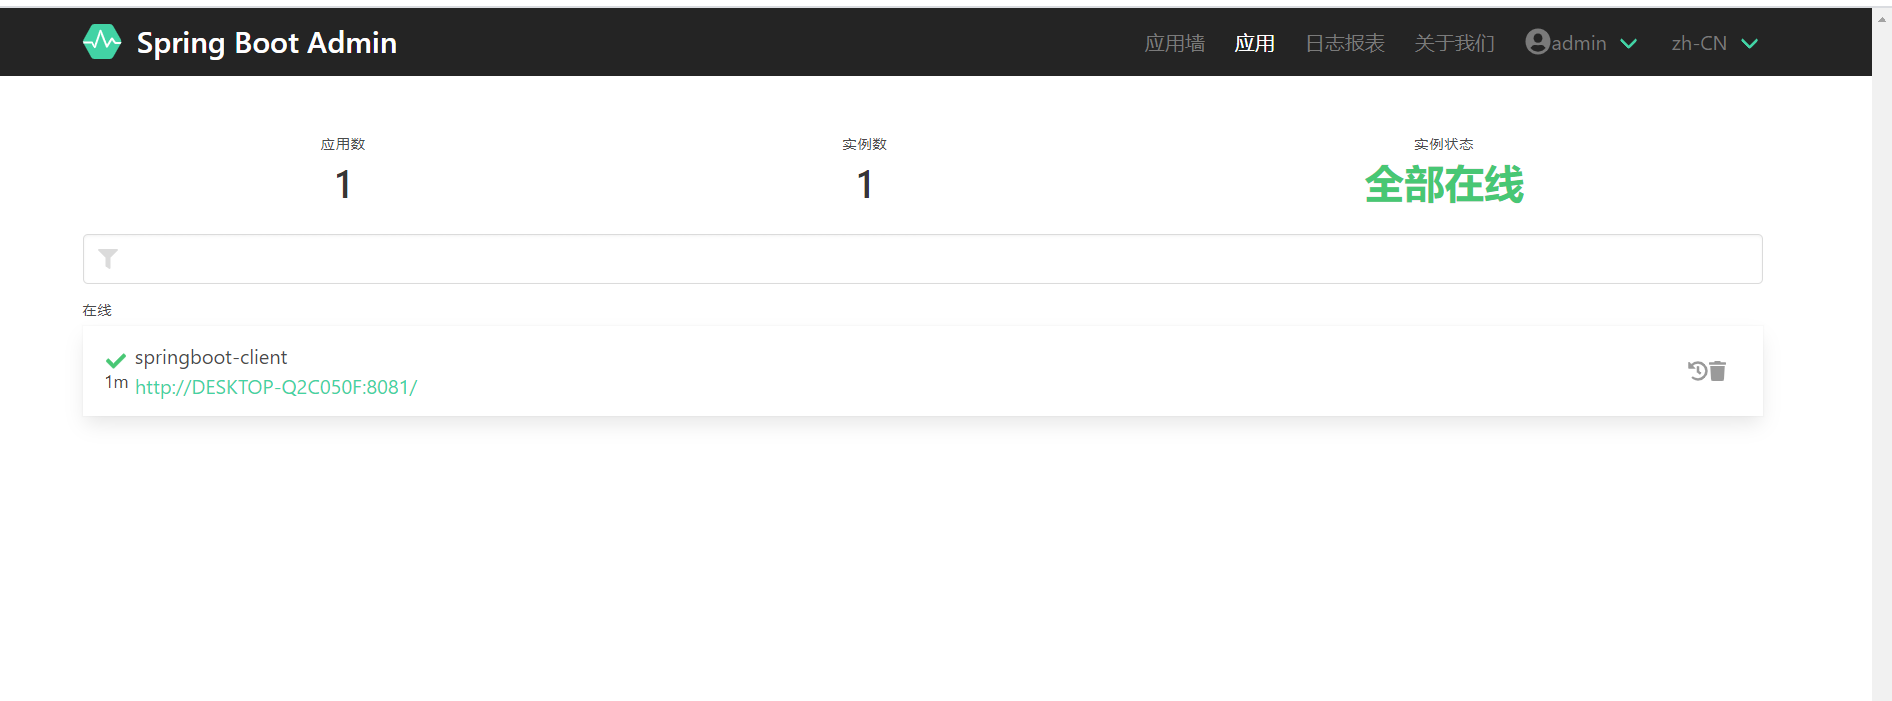 Spring Boot Admin 应用墙 应用 日志报表 关于我们 admin zh-CN
应用数 实例数 实例状态
1 1 全部在线
在线
springboot-client
1m http://DESKTOP-Q2C050F:8081/